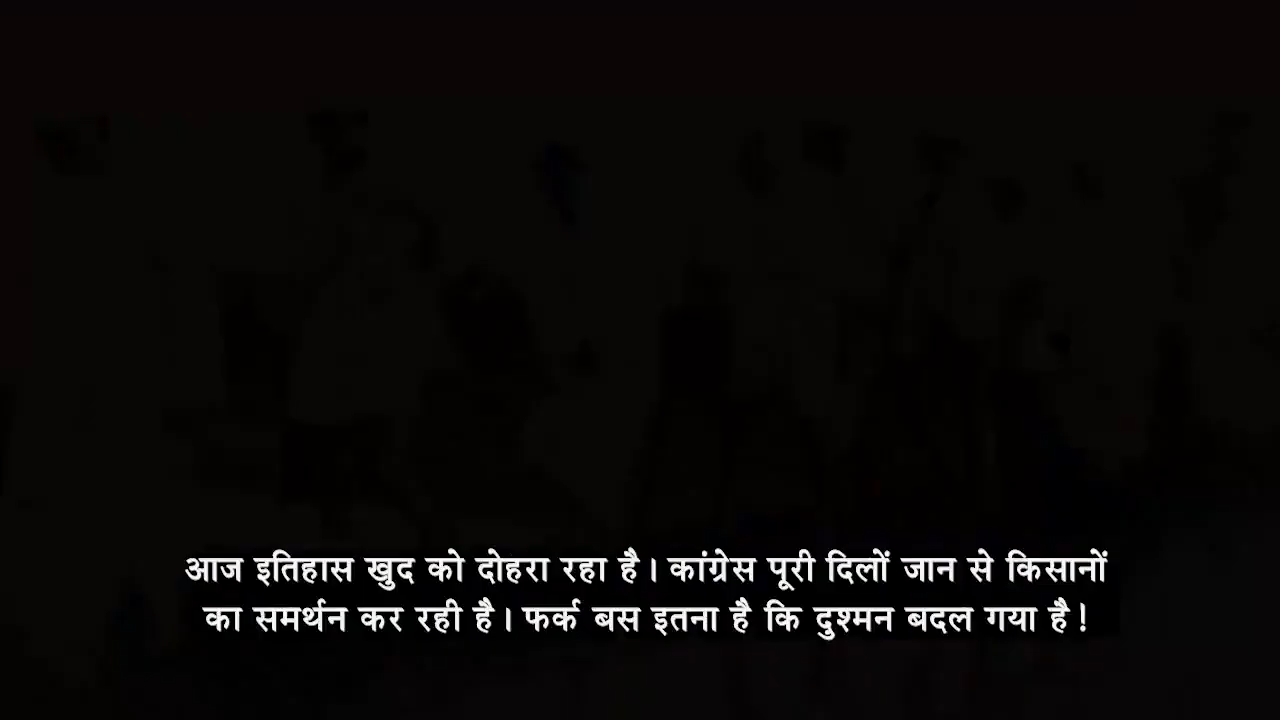 आज इतिहास खुद को दोहरा रहा है। कांग्रेस पूरी दिलों जान से किसानों
का समर्थन कर रही है। फर्क बस इतना है कि दुश्मन बदल गया है!